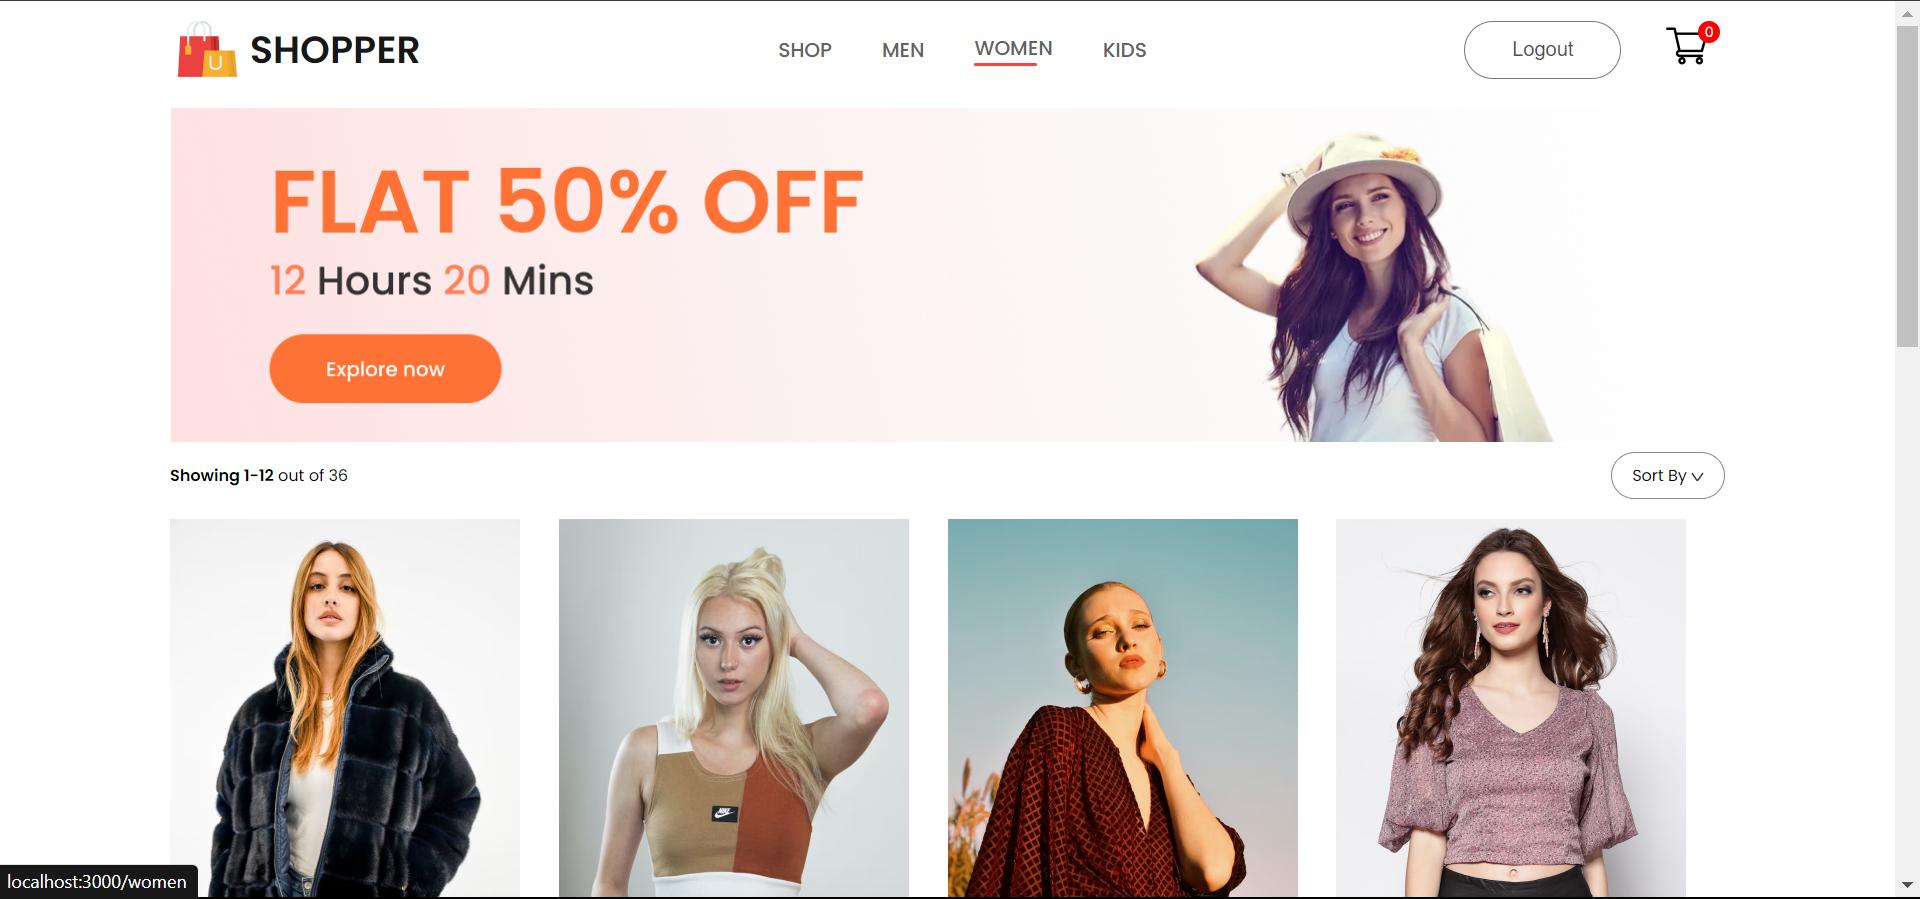 U
SHOPPER
SHOP MEN WOMEN KIDS
Logout
0
FLAT 50% OFF
12 Hours 20 Mins
Explore now
Showing 1-12 out of 36
Sort By
NIKE
localhost:3000/women